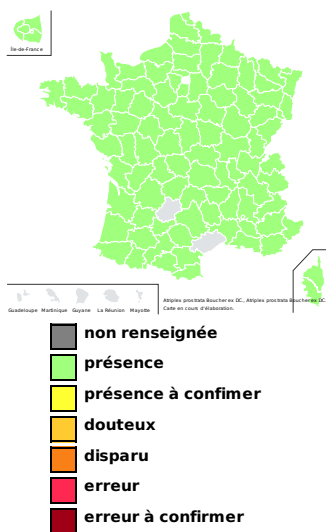 Île-de-France
Guadeloupe Martinique Guyane La Réunion Mayotte
Atriplex prostrata Boucher ex DC., Atriplex prostrata Boucher ex DC.
Carte en cours d'élaboration.
non renseignée
présence
présence à confimer
douteux
disparu
erreur
erreur à confirmer